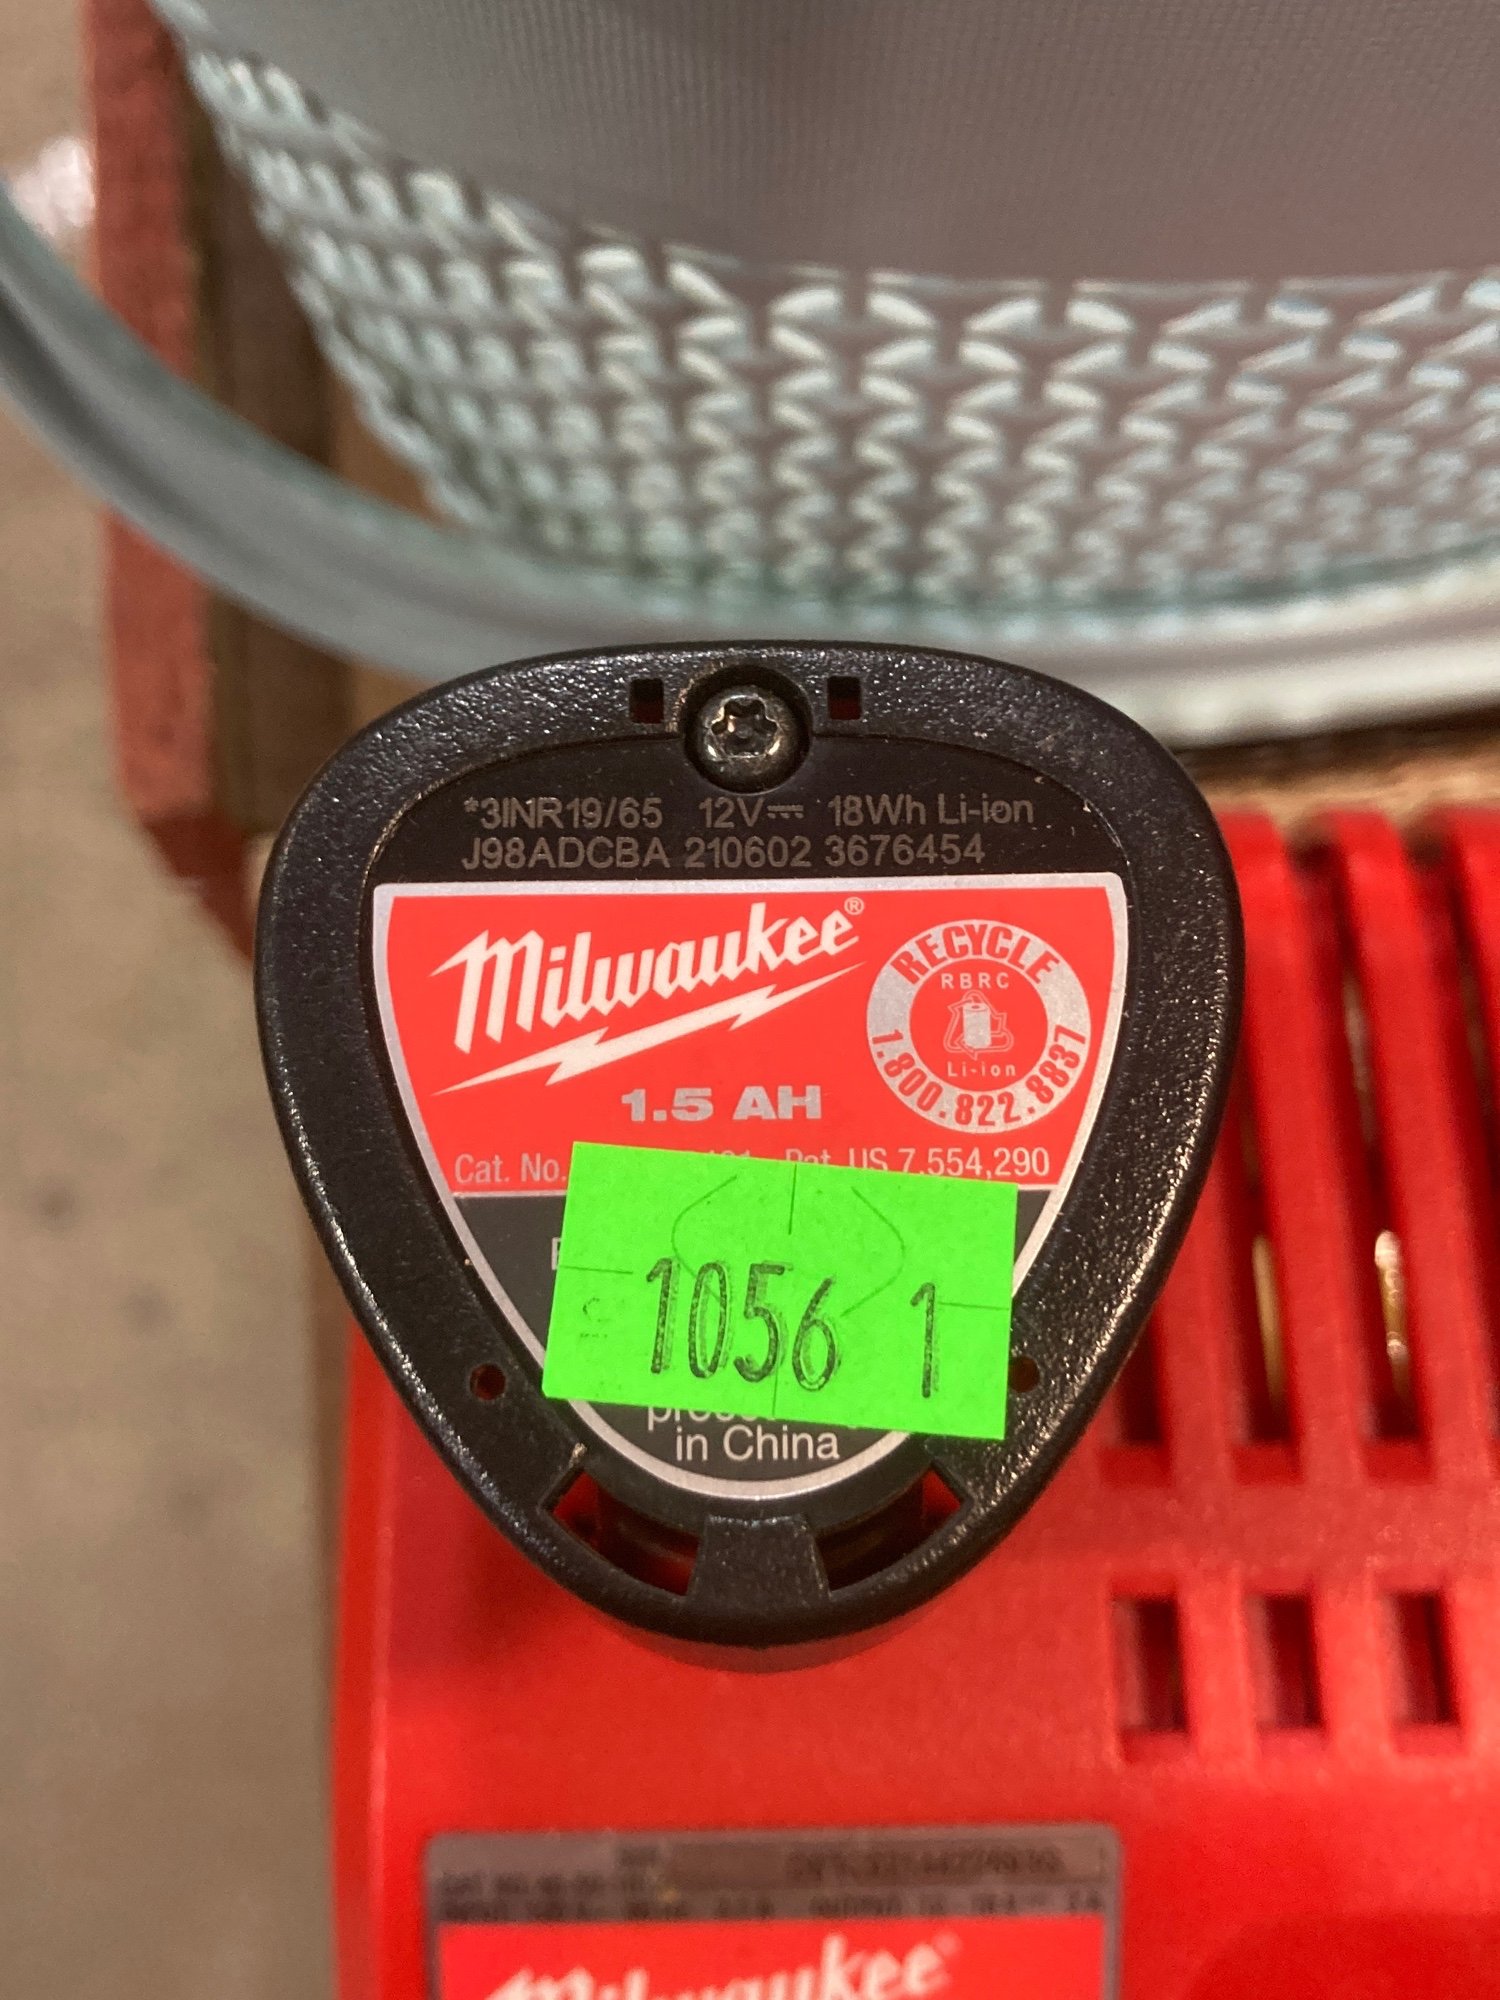 *3INR19/65 12V 18Wh Li-ion
J98ADCBA 210602 3676454
Milwaukee®
RECYCLE
RBRC
Li-ion
1.800.822.8837
1.5 AH
Cat. No. Pat. US 7,554,290
1056 1
in China
Milwaukee